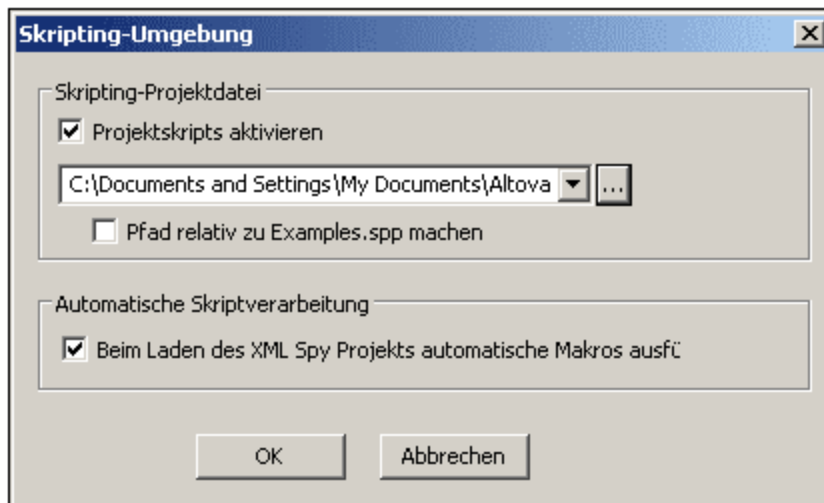 Skripting-Umgebung
Skripting-Projektdatei
Projektskripts aktivieren
C:\Documents and Settings\My Documents\Altova
...
Pfad relativ zu Examples.spp machen
Automatische Skriptverarbeitung
Beim Laden des XML Spy Projekts automatische Makros ausfü
OK
Abbrechen